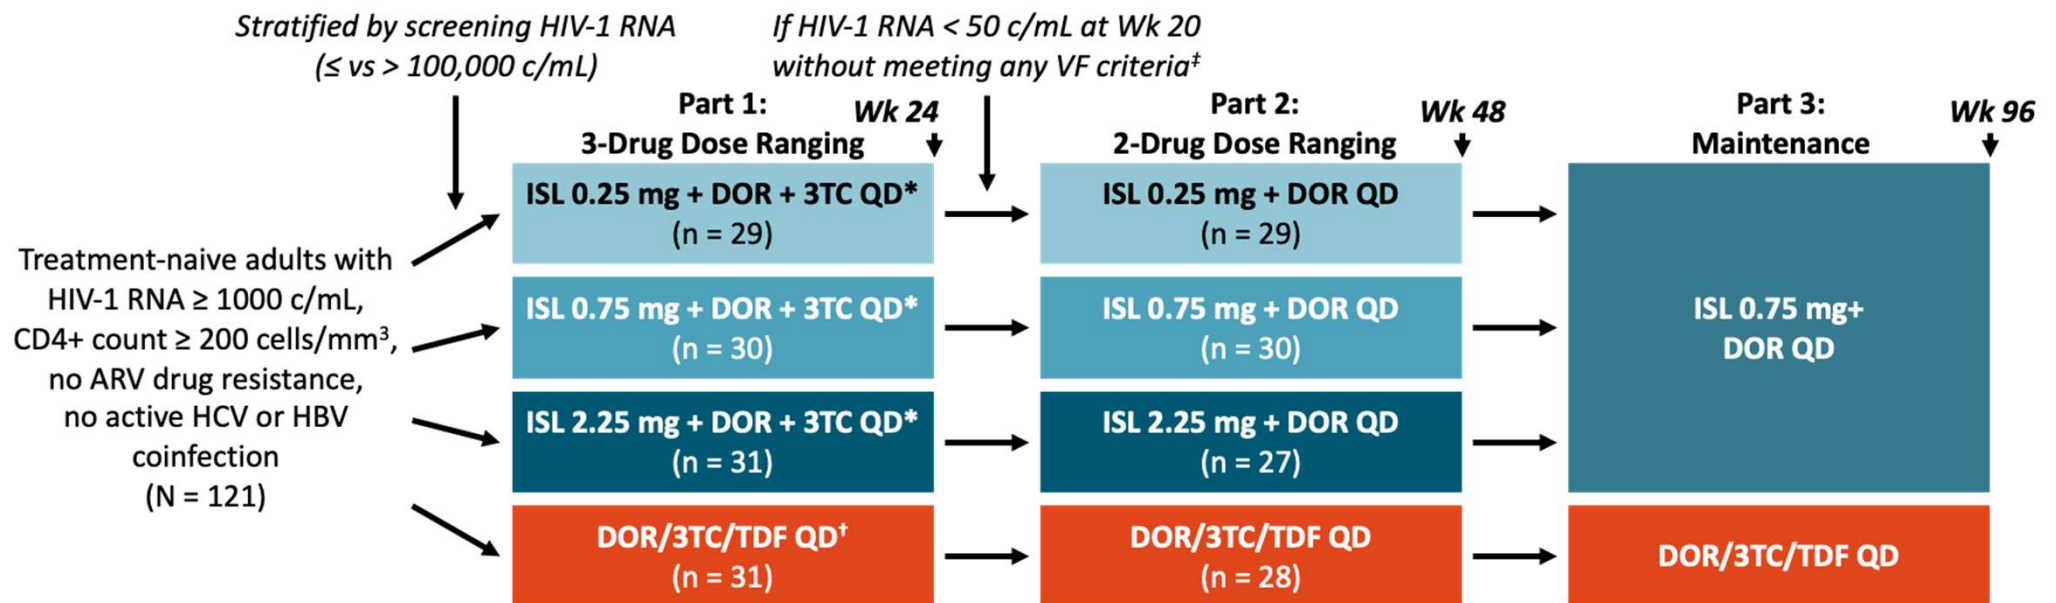 Stratified by screening HIV-1 RNA
(≤ vs > 100,000 c/mL)
If HIV-1 RNA < 50 c/mL at Wk 20
without meeting any VF criteria‡
Part 1:
3-Drug Dose Ranging
Wk 24
Part 2:
2-Drug Dose Ranging
Wk 48
Part 3:
Maintenance
Wk 96
Treatment-naive adults with
HIV-1 RNA ≥ 1000 c/mL,
CD4+ count ≥ 200 cells/mm³,
no ARV drug resistance,
no active HCV or HBV
coinfection
(N = 121)
ISL 0.25 mg + DOR + 3TC QD*
(n = 29)
ISL 0.25 mg + DOR QD
(n = 29)
ISL 0.75 mg + DOR + 3TC QD*
(n = 30)
ISL 0.75 mg + DOR QD
(n = 30)
ISL 2.25 mg + DOR + 3TC QD*
(n = 31)
ISL 2.25 mg + DOR QD
(n = 27)
ISL 0.75 mg+
DOR QD
DOR/3TC/TDF QD†
(n = 31)
DOR/3TC/TDF QD
(n = 28)
DOR/3TC/TDF QD